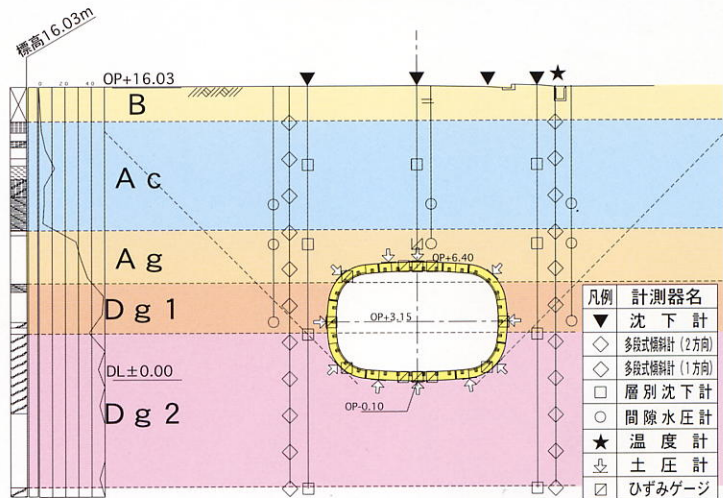 標高16.03m
0 20 40
OP+16.03
B
Ac
Ag
OP+6.40
Dg1
OP+3.15
DL±0.00
Dg2
OP-0.10
凡例 計測器名
沈下計
多段式傾斜計（2方向）
多段式傾斜計（1方向）
層別沈下計
間隙水圧計
温度計
土圧計
ひずみゲージ